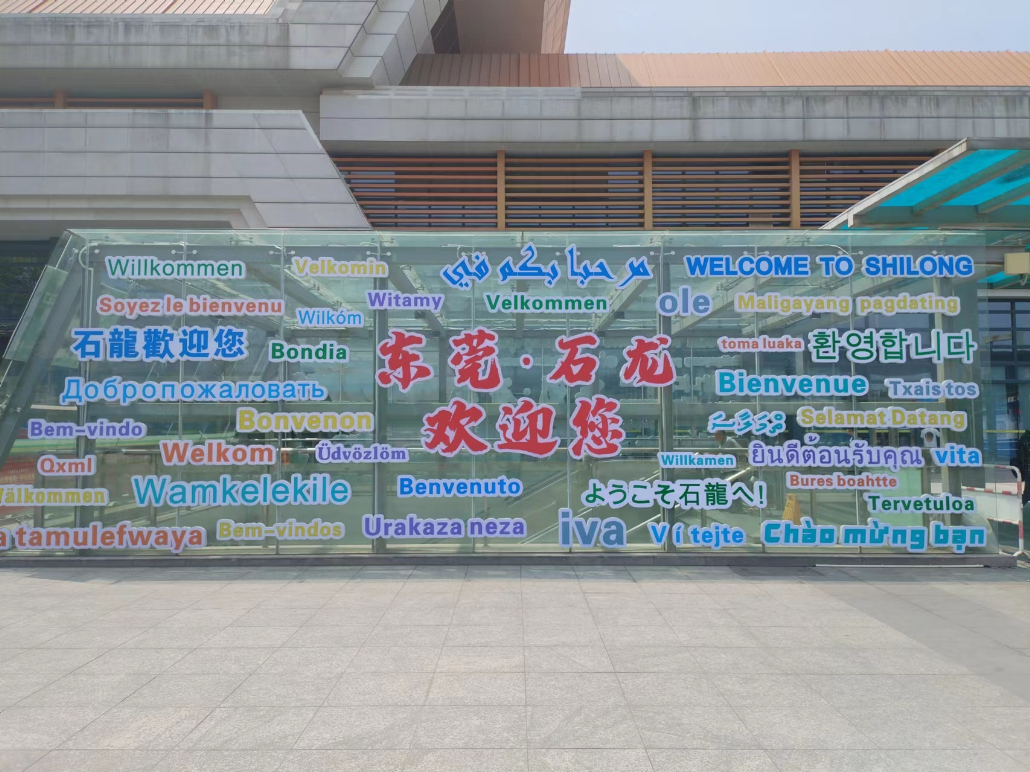 Willkommen
Velkomin
مرحبا بكم في
WELCOME TO SHILONG
Soyez le bienvenu
Wilkóm
Witamy
Velkommen
ole
Maligayang pagdating
石龍歡迎您
Bondia
东莞·石龙
toma luaka
환영합니다
Добропожаловать
Bienvenue
Txais tos
Bem-vindo
Bonvenon
欢迎您
Selamat Datang
Qxml
Welkom
Üdvözlöm
Willkamen
ยินดีต้อนรับคุณ
vita
Wamkelekile
Benvenuto
ようこそ石龍へ!
Bures boahtte
Välkommen
Tervetuloa
a tamulefwaya
Bem-vindos
Urakaza neza
iva
Ví tejte
Chào mừng bạn